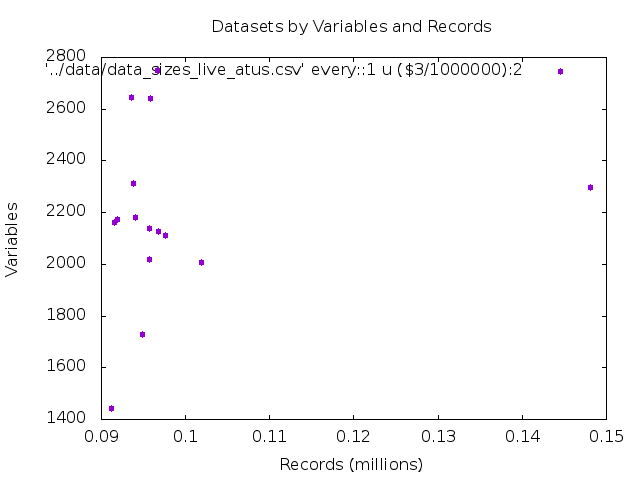 Datasets by Variables and Records
2800
'../data/data_sizes_live_atus.csv' every::1 u ($3/1000000):2
2600
2400
2200
Variables
2000
1800
1600
1400
0.09 0.1 0.11 0.12 0.13 0.14 0.15
Records (millions)